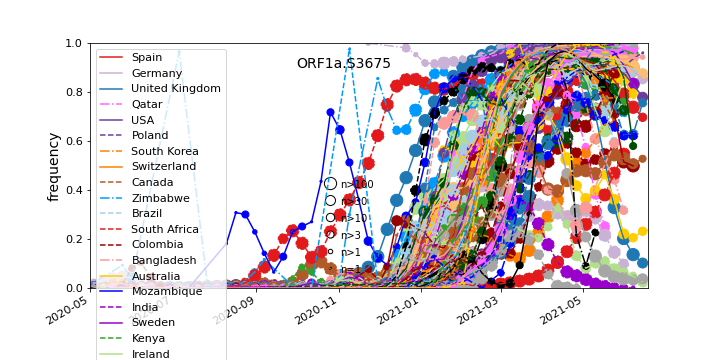 ORF1a.S3675
frequency
1.0
0.8
0.6
0.4
0.2
0.0
Spain
Germany
United Kingdom
Qatar
USA
Poland
South Korea
Switzerland
Canada
Zimbabwe
Brazil
South Africa
Colombia
Bangladesh
Australia
Mozambique
India
Sweden
Kenya
Ireland
n>100
n>30
n>10
n>3
n>1
n=1
2020-05
2020-07
2020-09
2020-11
2021-01
2021-03
2021-05